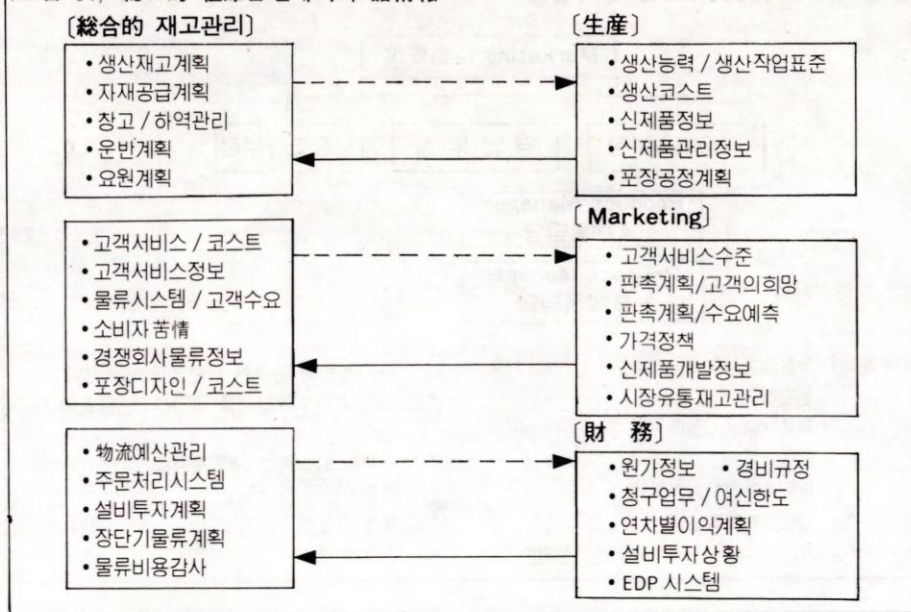 〔総合的 재고관리〕
• 생산재고계획
• 자재공급계획
• 창고 / 하역관리
• 운반계획
• 요원계획
〔生産〕
• 생산능력 / 생산작업표준
• 생산코스트
• 신제품정보
• 신제품관리정보
• 포장공정계획
• 고객서비스 / 코스트
• 고객서비스정보
• 물류시스템 / 고객수요
• 소비자 苦情
• 경쟁회사물류정보
• 포장디자인 / 코스트
〔Marketing〕
• 고객서비스수준
• 판촉계획/고객의희망
• 판촉계획/수요예측
• 가격정책
• 신제품개발정보
• 시장유통재고관리
• 物流예산관리
• 주문처리시스템
• 설비투자계획
• 장단기물류계획
• 물류비용감사
〔財 務〕
• 원가정보 • 경비규정
• 청구업무 / 여신한도
• 연차별이익계획
• 설비투자상황
• EDP 시스템